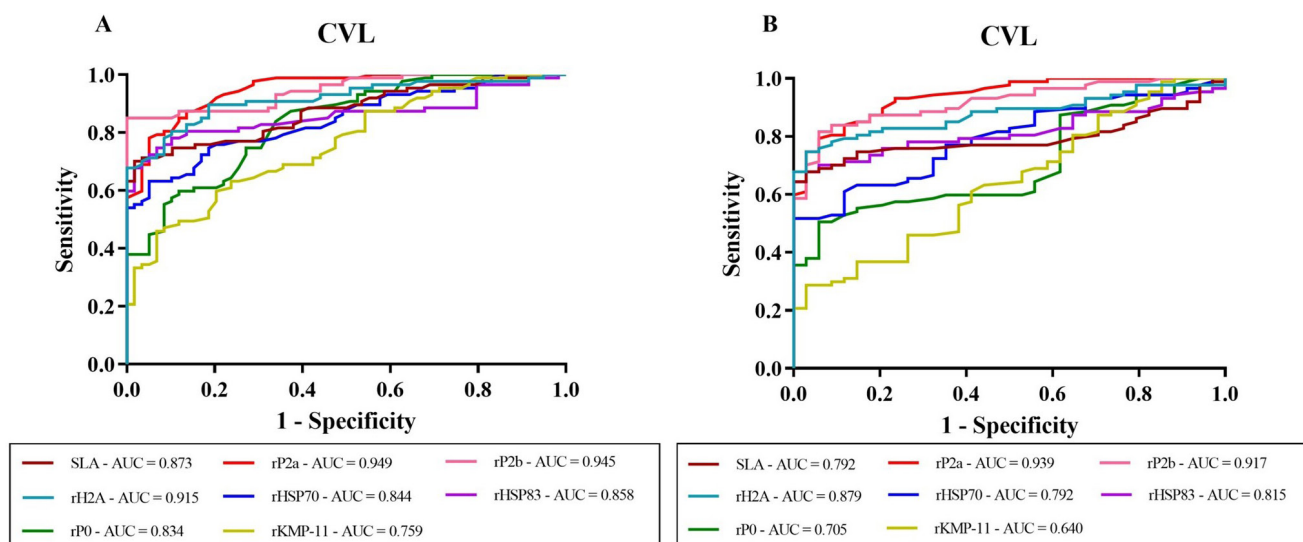 A
CVL
1.0
0.8
0.6
0.4
0.2
0.0
Sensitivity
0.0 0.2 0.4 0.6 0.8 1.0
1 - Specificity
SLA - AUC = 0.873 rP2a - AUC = 0.949 rP2b - AUC = 0.945
rH2A - AUC = 0.915 rHSP70 - AUC = 0.844 rHSP83 - AUC = 0.858
rP0 - AUC = 0.834 rKMP-11 - AUC = 0.759
B
CVL
1.0
0.8
0.6
0.4
0.2
0.0
Sensitivity
0.0 0.2 0.4 0.6 0.8 1.0
1 - Specificity
SLA - AUC = 0.792 rP2a - AUC = 0.939 rP2b - AUC = 0.917
rH2A - AUC = 0.879 rHSP70 - AUC = 0.792 rHSP83 - AUC = 0.815
rP0 - AUC = 0.705 rKMP-11 - AUC = 0.640